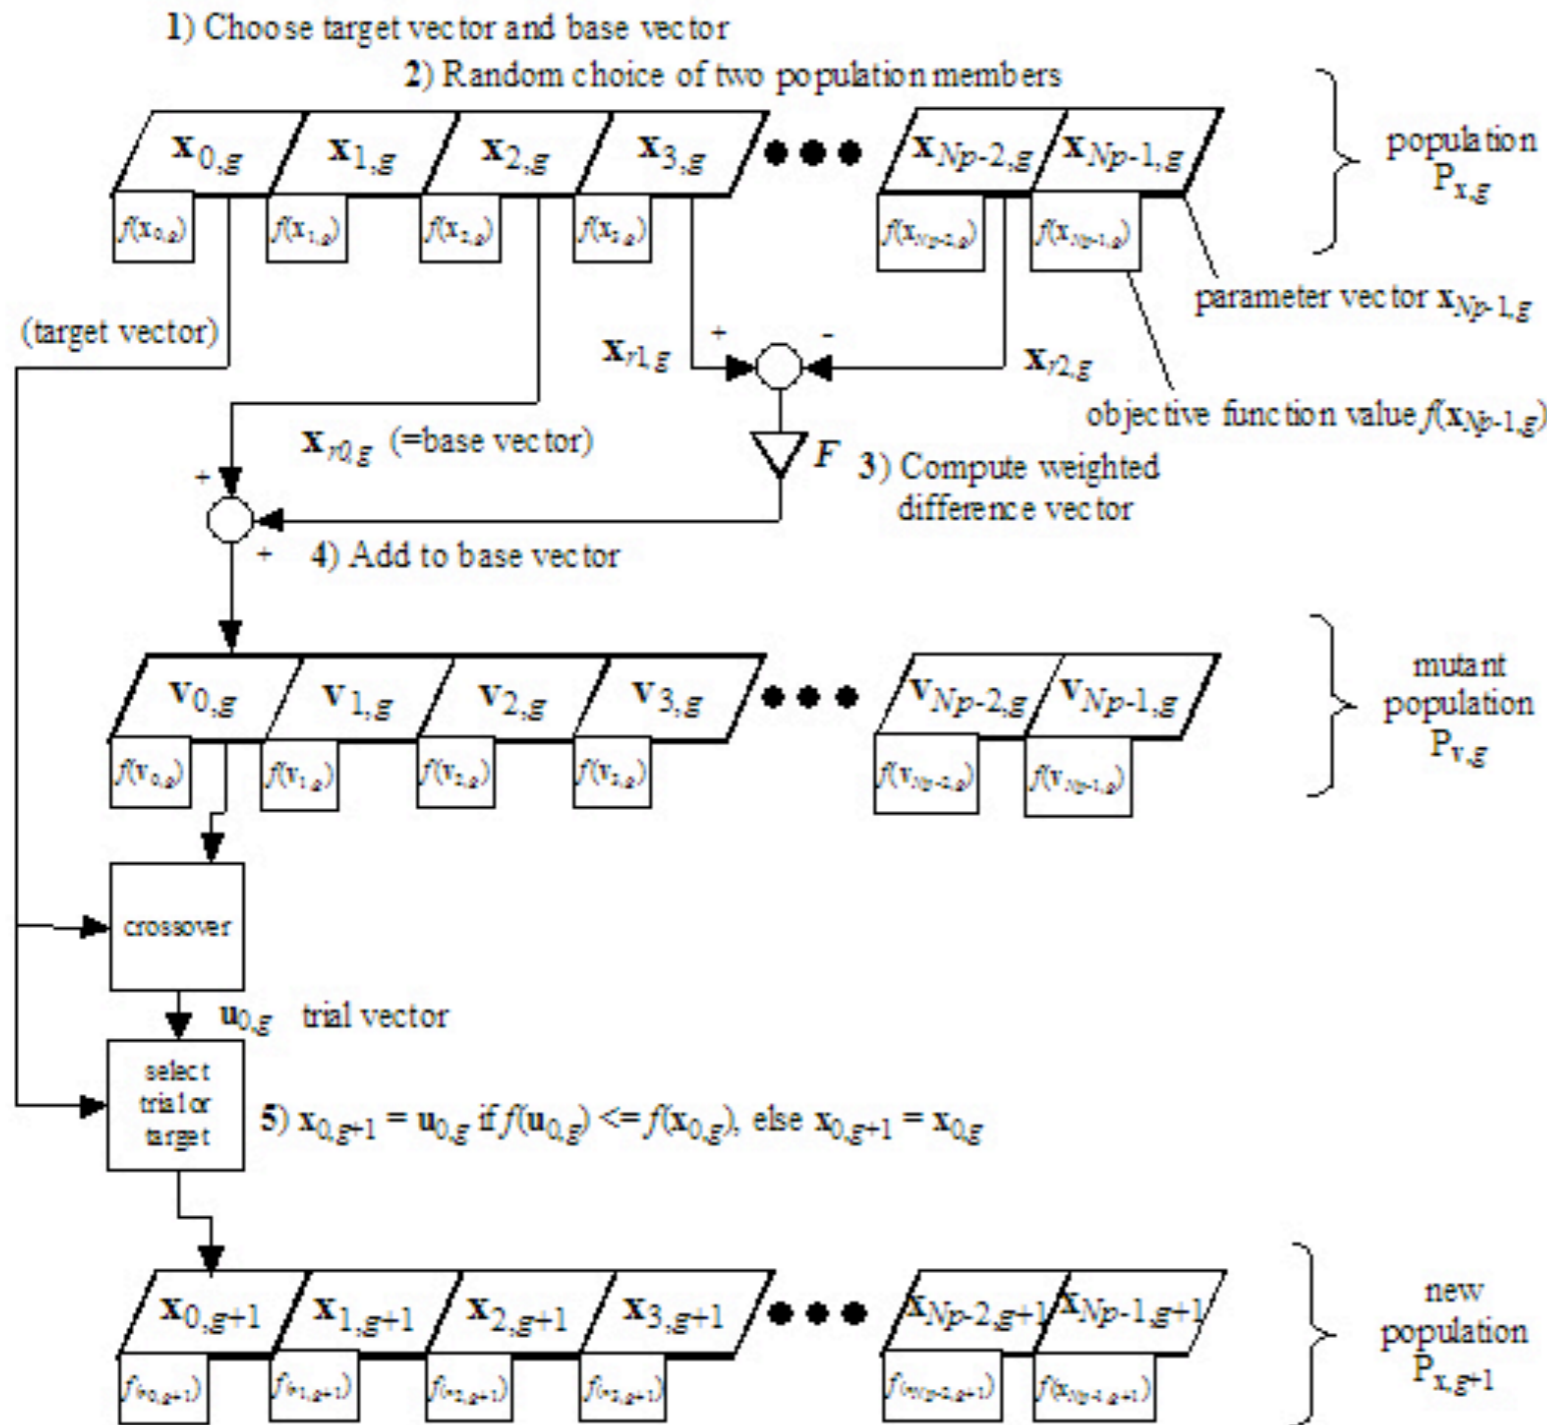 1) Choose target vector and base vector
2) Random choice of two population members
x0,g x1,g x2,g x3,g xNp-2,g xNp-1,g
population
Px,g
f(x0,g) f(x1,g) f(x2,g) f(x3,g) f(xNp-2,g) f(xNp-1,g)
parameter vector xNp-1,g
(target vector)
+ -
xr1,g xr2,g
objective function value f(xNp-1,g)
xr0,g (=base vector)
F
3) Compute weighted
difference vector
+
+
4) Add to base vector
v0,g v1,g v2,g v3,g vNp-2,g vNp-1,g
mutant
population
Pv,g
f(v0,g) f(v1,g) f(v2,g) f(v3,g) f(vNp-2,g) f(vNp-1,g)
crossover
u0,g trial vector
select
trial or
target
5) x0,g+1 = u0,g if f(u0,g) <= f(x0,g), else x0,g+1 = x0,g
x0,g+1 x1,g+1 x2,g+1 x3,g+1 xNp-2,g+1 xNp-1,g+1
new
population
Px,g+1
f(xNp-1,g+1)